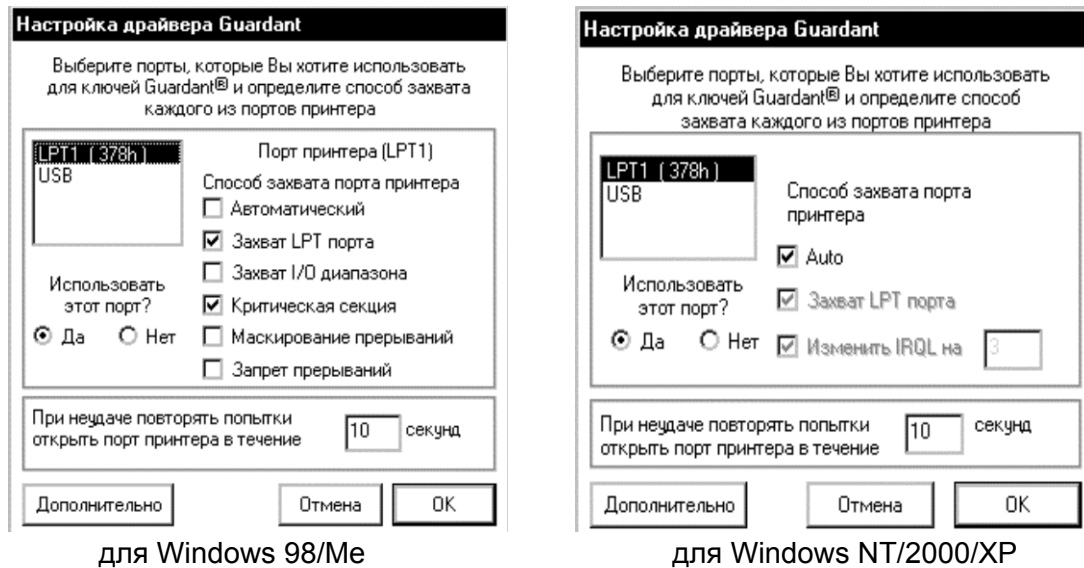 Настройка драйвера Guardant
Выберите порты, которые Вы хотите использовать
для ключей Guardant® и определите способ захвата
каждого из портов принтера
LPT1 (378h)
USB
Порт принтера (LPT1)
Способ захвата порта принтера
Автоматический
Захват LPT порта
Захват I/O диапазона
Критическая секция
Маскирование прерываний
Запрет прерываний
Использовать
этот порт?
Да Нет
При неудаче повторять попытки
открыть порт принтера в течение 10 секунд
Дополнительно Отмена OK
для Windows 98/Me
Настройка драйвера Guardant
Выберите порты, которые Вы хотите использовать
для ключей Guardant® и определите способ
захвата каждого из портов принтера
LPT1 (378h)
USB
Способ захвата порта
принтера
Auto
Захват LPT порта
Изменить IRQL на 3
Использовать
этот порт?
Да Нет
При неудаче повторять попытки
открыть порт принтера в течение 10 секунд
Дополнительно Отмена OK
для Windows NT/2000/XP